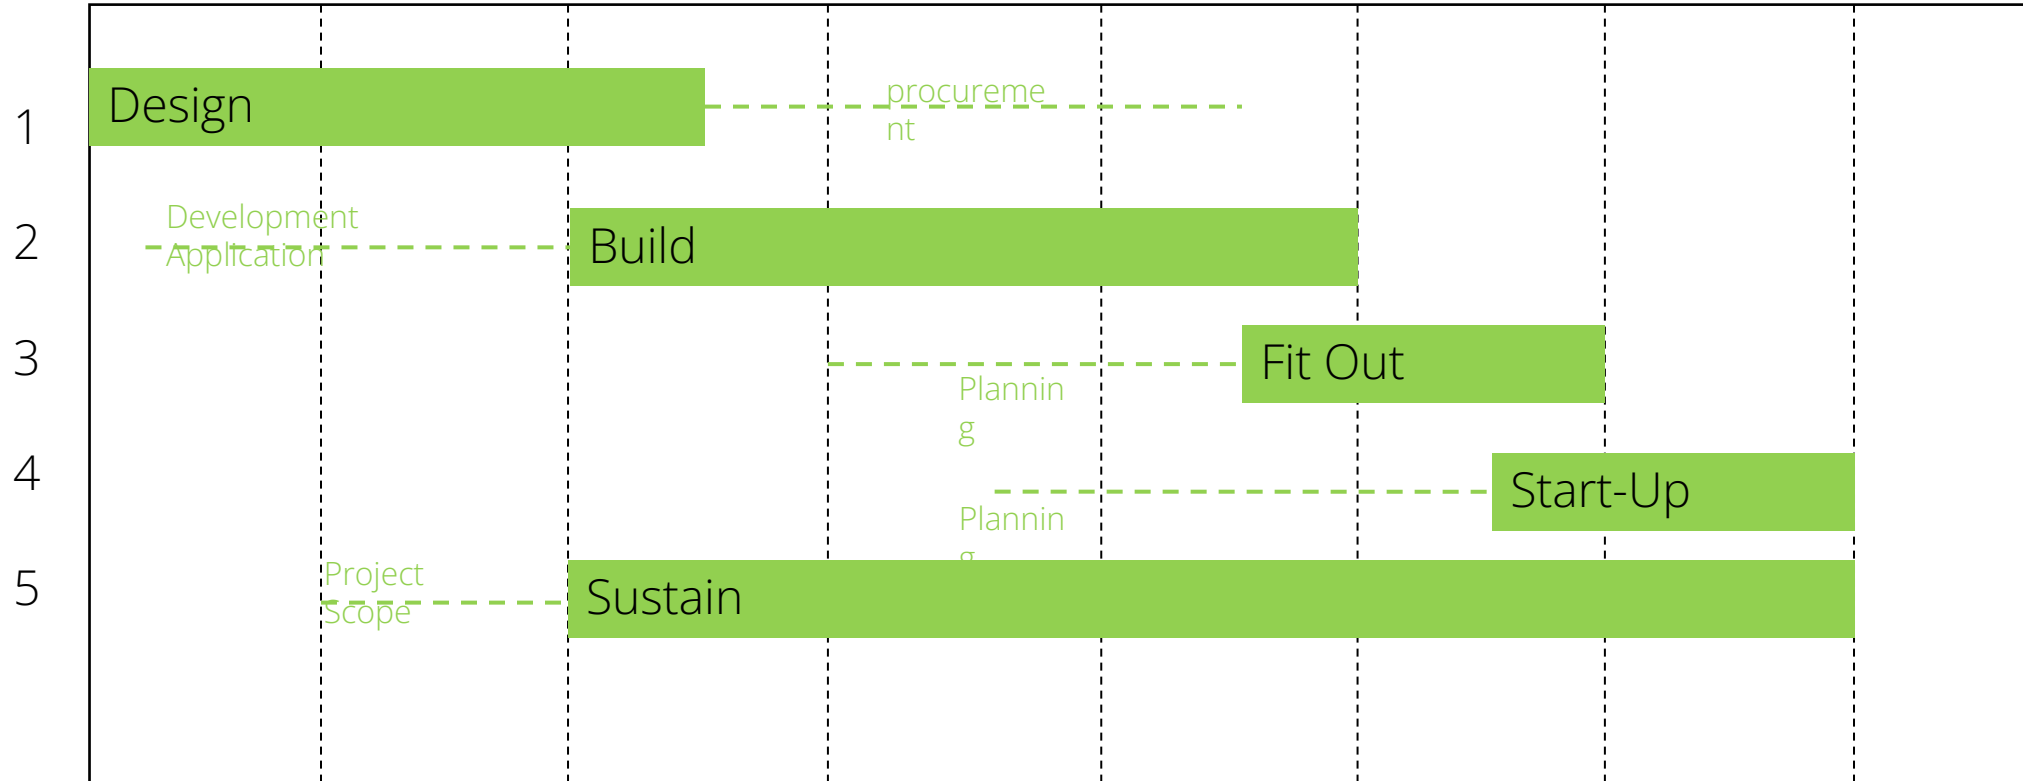 1
Design
procureme
nt
2
Development
Application
Build
3
Plannin
g
Fit Out
4
Plannin
g
Start-Up
5
Project
Scope
Sustain